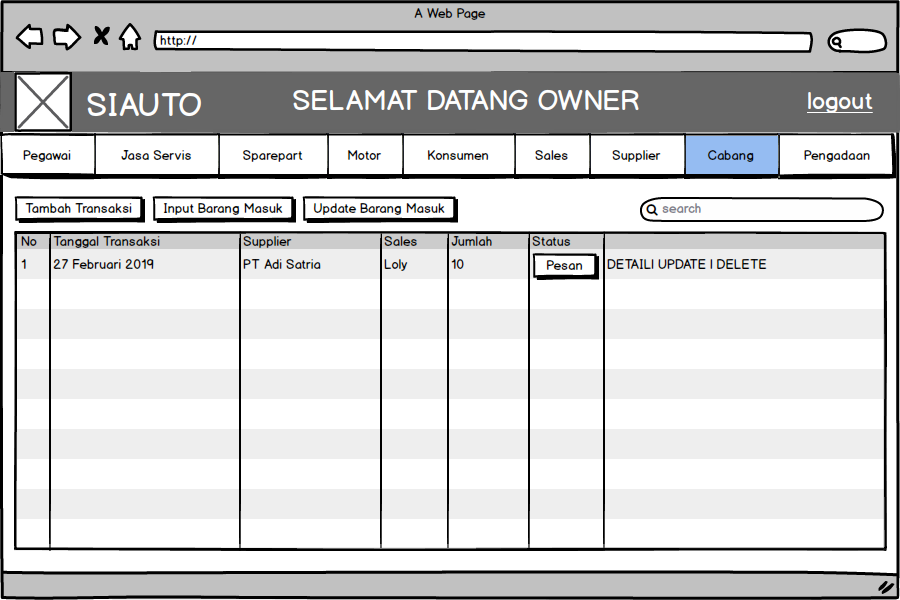 A Web Page
http://
SIAUTO
SELAMAT DATANG OWNER
logout
Pegawai
Jasa Servis
Sparepart
Motor
Konsumen
Sales
Supplier
Cabang
Pengadaan
Tambah Transaksi
Input Barang Masuk
Update Barang Masuk
search
No Tanggal Transaksi Supplier Sales Jumlah Status
1 27 Februari 2019 PT Adi Satria Loly 10 Pesan DETAIL| UPDATE | DELETE